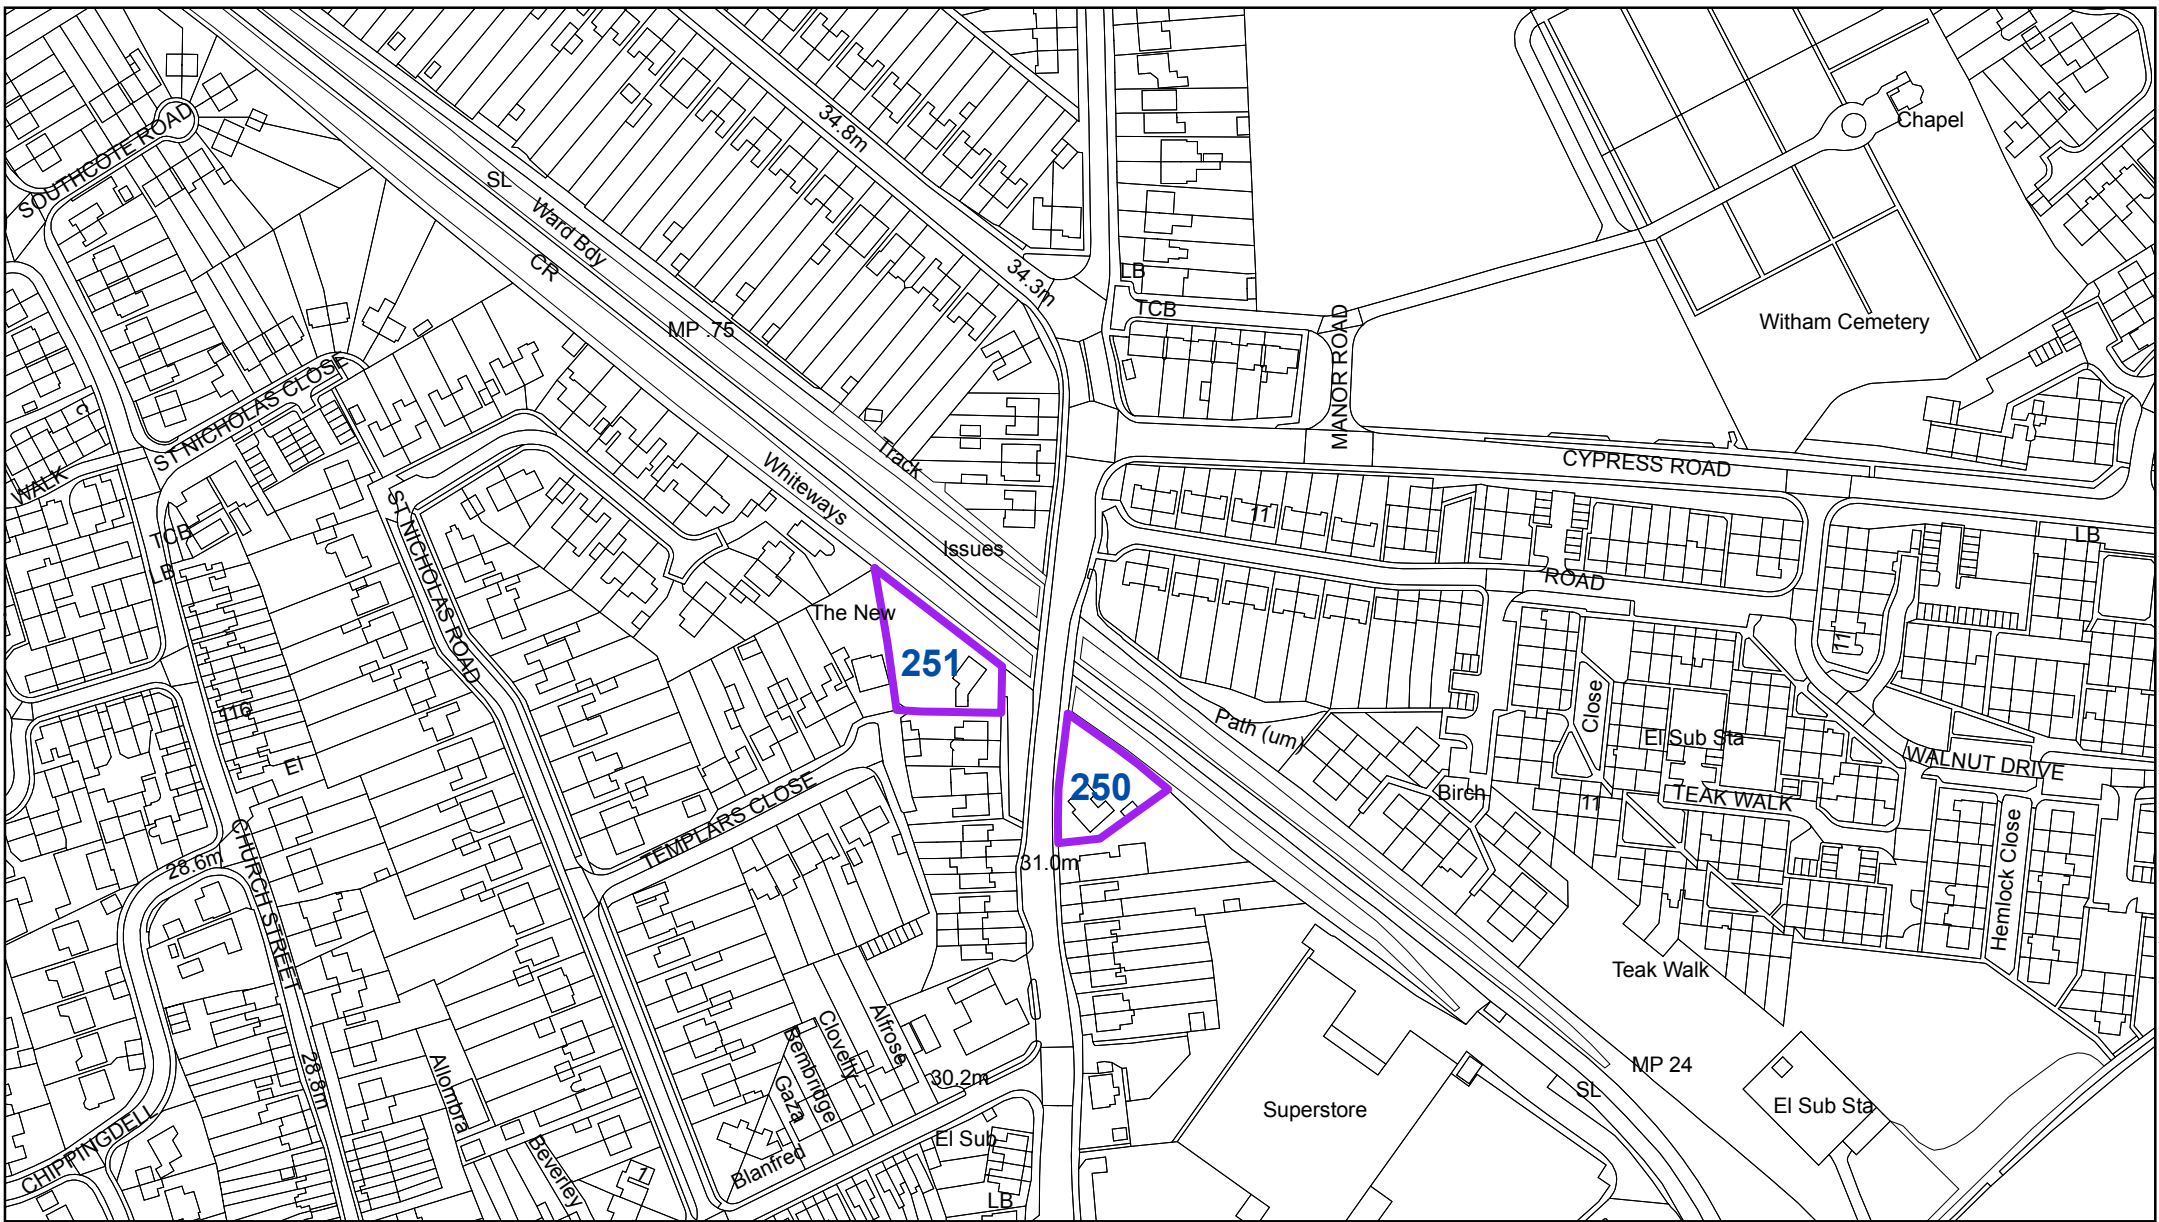 34.8m
Chapel
SOUTHCOTE ROAD
SL
Ward Bdy
CR
34.3m
LB
TCB
MANOR ROAD
Witham Cemetery
MP .75
ST NICHOLAS CLOSE
WALK
Track
Whiteways
CYPRESS ROAD
11
TCB
LB
LB
ST NICHOLAS ROAD
Issues
ROAD
The New
11
251
116
Close
Path (um)
El Sub Sta
El
WALNUT DRIVE
250
Birch
11
TEAK WALK
TEMPLARS CLOSE
Hemlock Close
28.6m
CHURCH STREET
31.0m
Teak Walk
Alfrose
Clovelly
Bembridge
Gaza
28.8m
Allombra
30.2m
MP 24
SL
Superstore
El Sub Sta
CHIPPINGDELL
El Sub
Beverley
Blanfred
1
LB